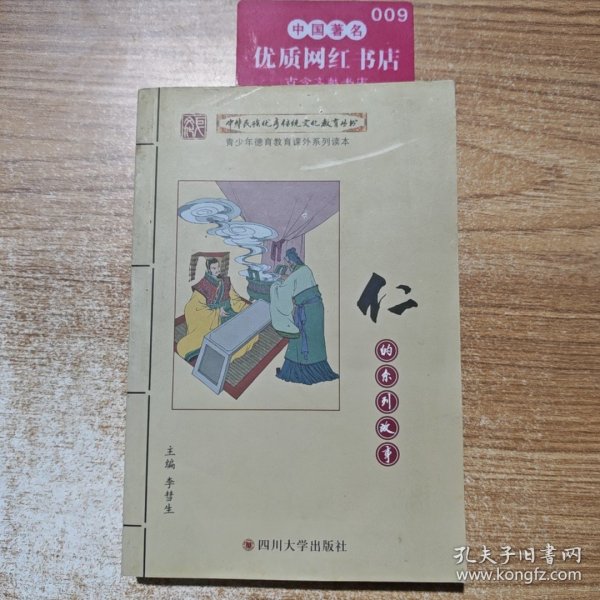 009
中国著名
优质网红书店
中华民族优秀传统文化教育丛书
青少年德育教育课外系列读本
仁
的系列故事
主编 李彗生
四川大学出版社
孔夫子旧书网
www.kongfz.com